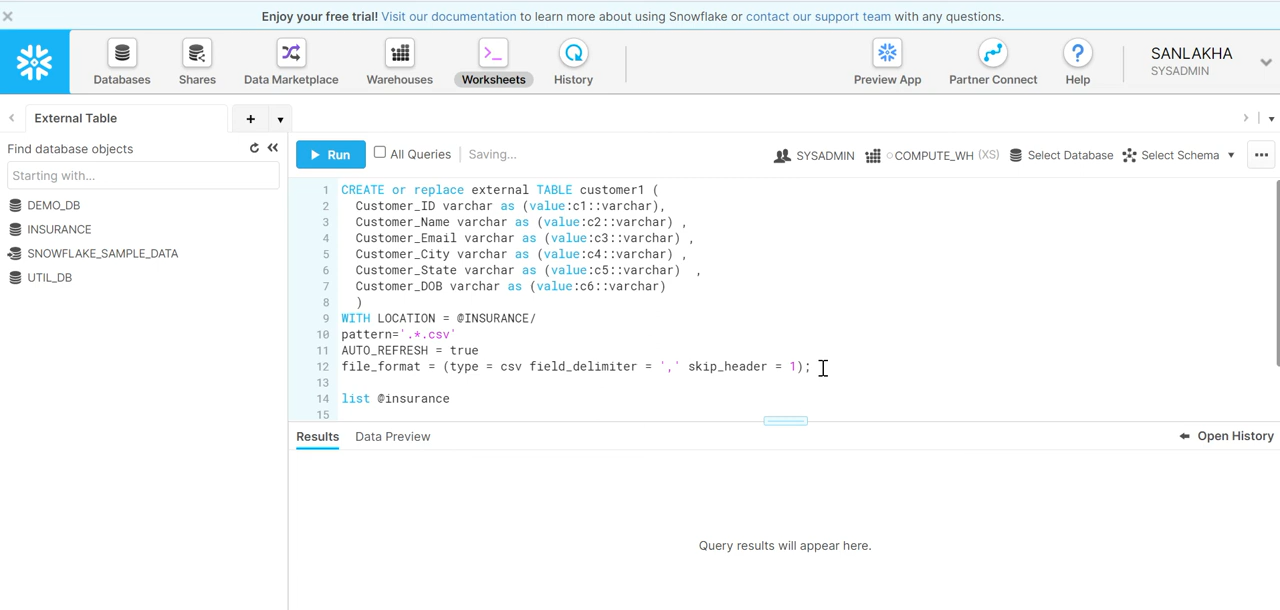 Enjoy your free trial! Visit our documentation to learn more about using Snowflake or contact our support team with any questions.
Databases
Shares
Data Marketplace
Warehouses
Worksheets
History
Preview App
Partner Connect
Help
SANLAKHA
SYSADMIN
External Table
Find database objects
Starting with...
DEMO_DB
INSURANCE
SNOWFLAKE_SAMPLE_DATA
UTIL_DB
Run All Queries Saving... SYSADMIN COMPUTE_WH (XS) Select Database Select Schema
1 CREATE or replace external TABLE customer1 (
2 Customer_ID varchar as (value:c1::varchar),
3 Customer_Name varchar as (value:c2::varchar) ,
4 Customer_Email varchar as (value:c3::varchar) ,
5 Customer_City varchar as (value:c4::varchar) ,
6 Customer_State varchar as (value:c5::varchar) ,
7 Customer_DOB varchar as (value:c6::varchar)
8 )
9 WITH LOCATION = @INSURANCE/
10 pattern='.*.csv'
11 AUTO_REFRESH = true
12 file_format = (type = csv field_delimiter = ',' skip_header = 1);
13
14 list @insurance
15
Results Data Preview Open History
Query results will appear here.